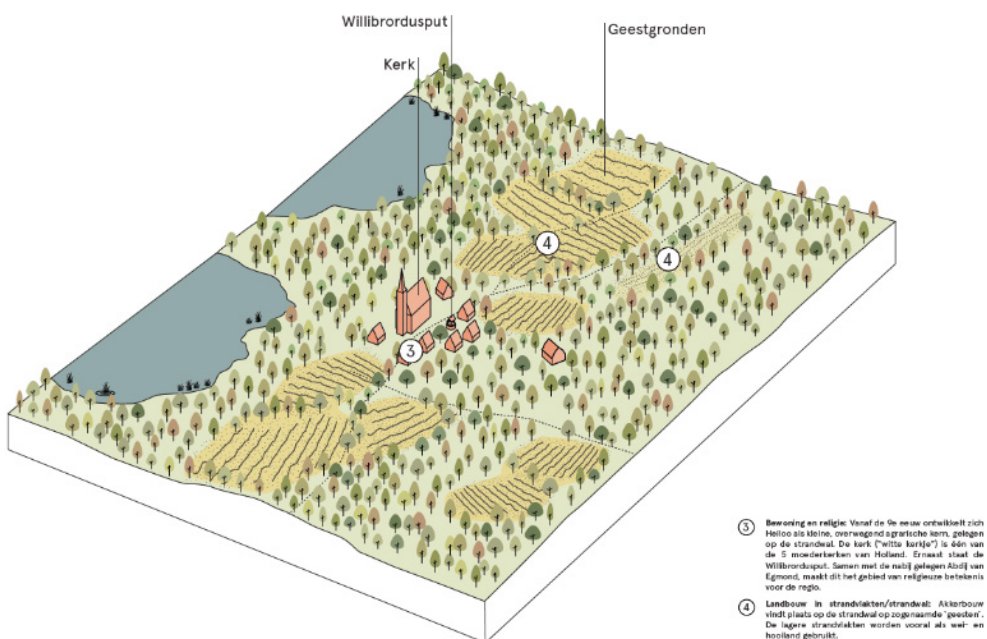 Willibrordusput
Geestgronden
Kerk
4
4
3
3
Bewoning en religie: Vanaf de 9e eeuw ontwikkelt zich
Heiloo als kleine, overwegend agrarische kern, gelegen
op de strandwal. De kerk ("witte kerkje") is één van
de 5 moederkerken van Holland. Ernaast staat de
Willibrordusput. Samen met de nabij gelegen Abdij van
Egmond, maakt dit het gebied van religieuze betekenis
voor de regio.
4
Landbouw in strandvlakten/strandwal: Akkerbouw
vindt plaats op de strandwal op zogenaamde "geesten".
De lagere strandvlakten worden vooral als wei- en
hooiland gebruikt.